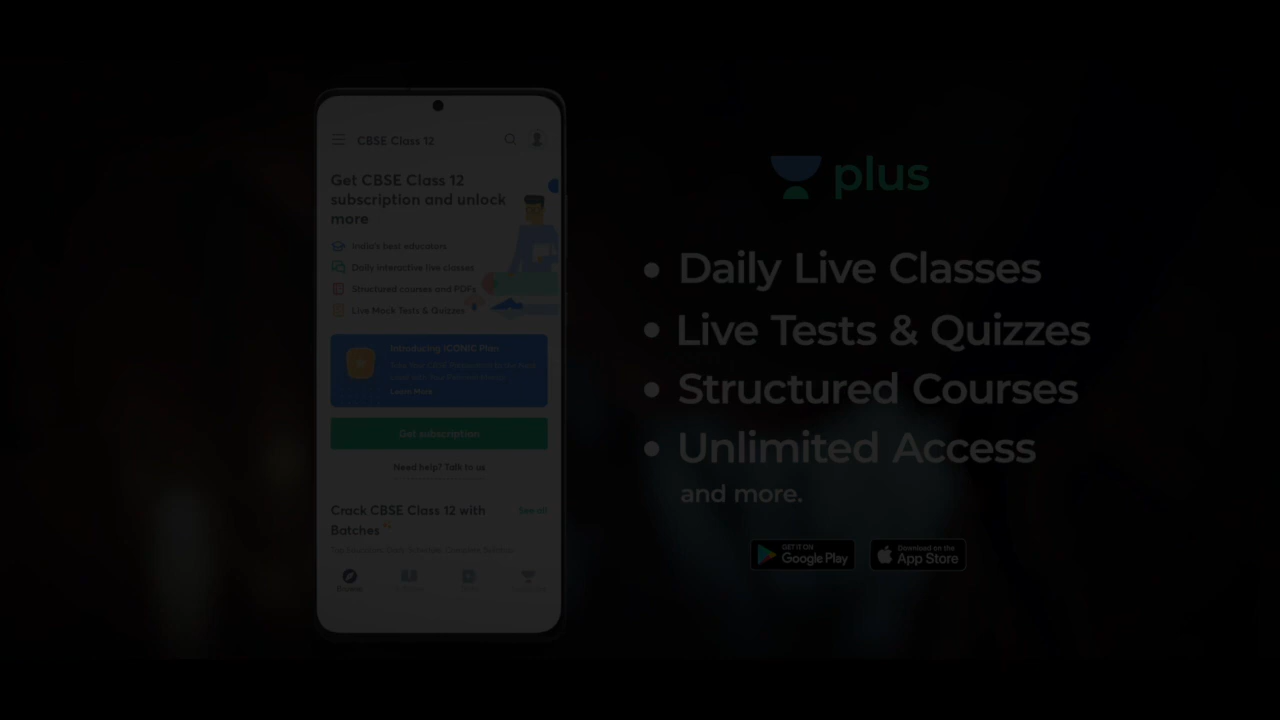 CBSE Class 12
Get CBSE Class 12
subscription and unlock
more
India's best educators
Daily interactive live classes
Structured courses and PDFs
Live Mock Tests & Quizzes
Introducing ICONIC Plan
Learn More
Get subscription
Need help? Talk to us
Crack CBSE Class 12 with
Batches
See all
Explore
plus
Daily Live Classes
Live Tests & Quizzes
Structured Courses
Unlimited Access
and more.
GET IT ON
Google Play
Download on the
App Store